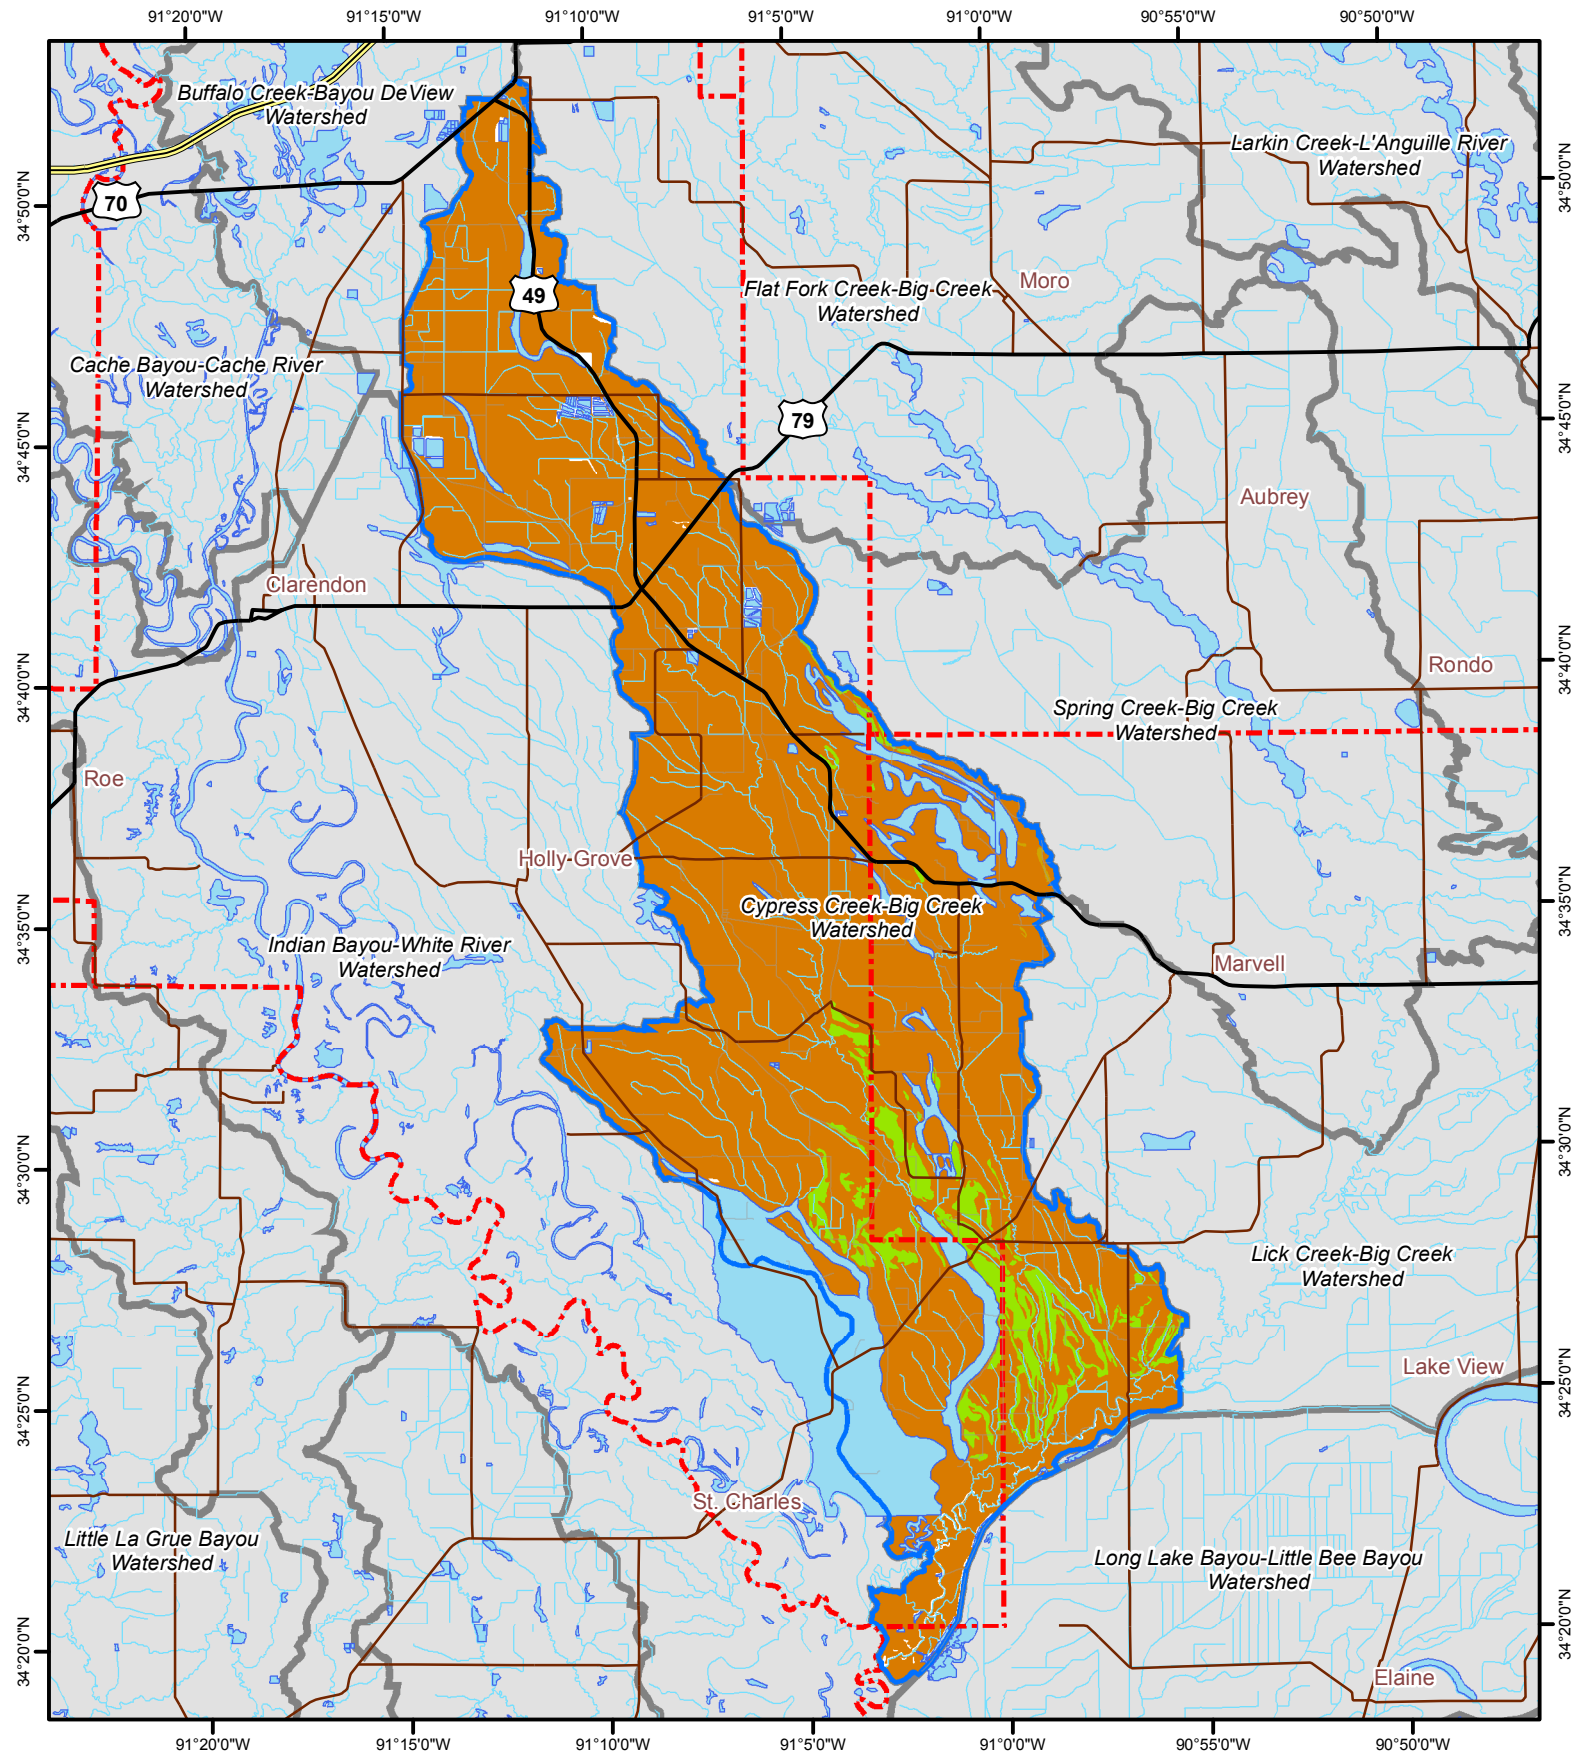 91°20'0"W
91°15'0"W
91°10'0"W
91°5'0"W
91°0'0"W
90°55'0"W
90°50'0"W
Buffalo Creek-Bayou DeView
Watershed
Larkin Creek-L'Anguille River
Watershed
34°50'0"N
34°50'0"N
70
49
Flat Fork Creek-Big Creek
Watershed
Moro
Cache Bayou-Cache River
Watershed
79
34°45'0"N
34°45'0"N
Aubrey
Clarendon
34°40'0"N
34°40'0"N
Rondo
Spring Creek-Big Creek
Watershed
Roe
Holly Grove
Cypress Creek-Big Creek
Watershed
34°35'0"N
34°35'0"N
Indian Bayou-White River
Watershed
Marvell
34°30'0"N
34°30'0"N
Lick Creek-Big Creek
Watershed
Lake View
34°25'0"N
34°25'0"N
St. Charles
Little La Grue Bayou
Watershed
Long Lake Bayou-Little Bee Bayou
Watershed
34°20'0"N
34°20'0"N
Elaine
91°20'0"W
91°15'0"W
91°10'0"W
91°5'0"W
91°0'0"W
90°55'0"W
90°50'0"W